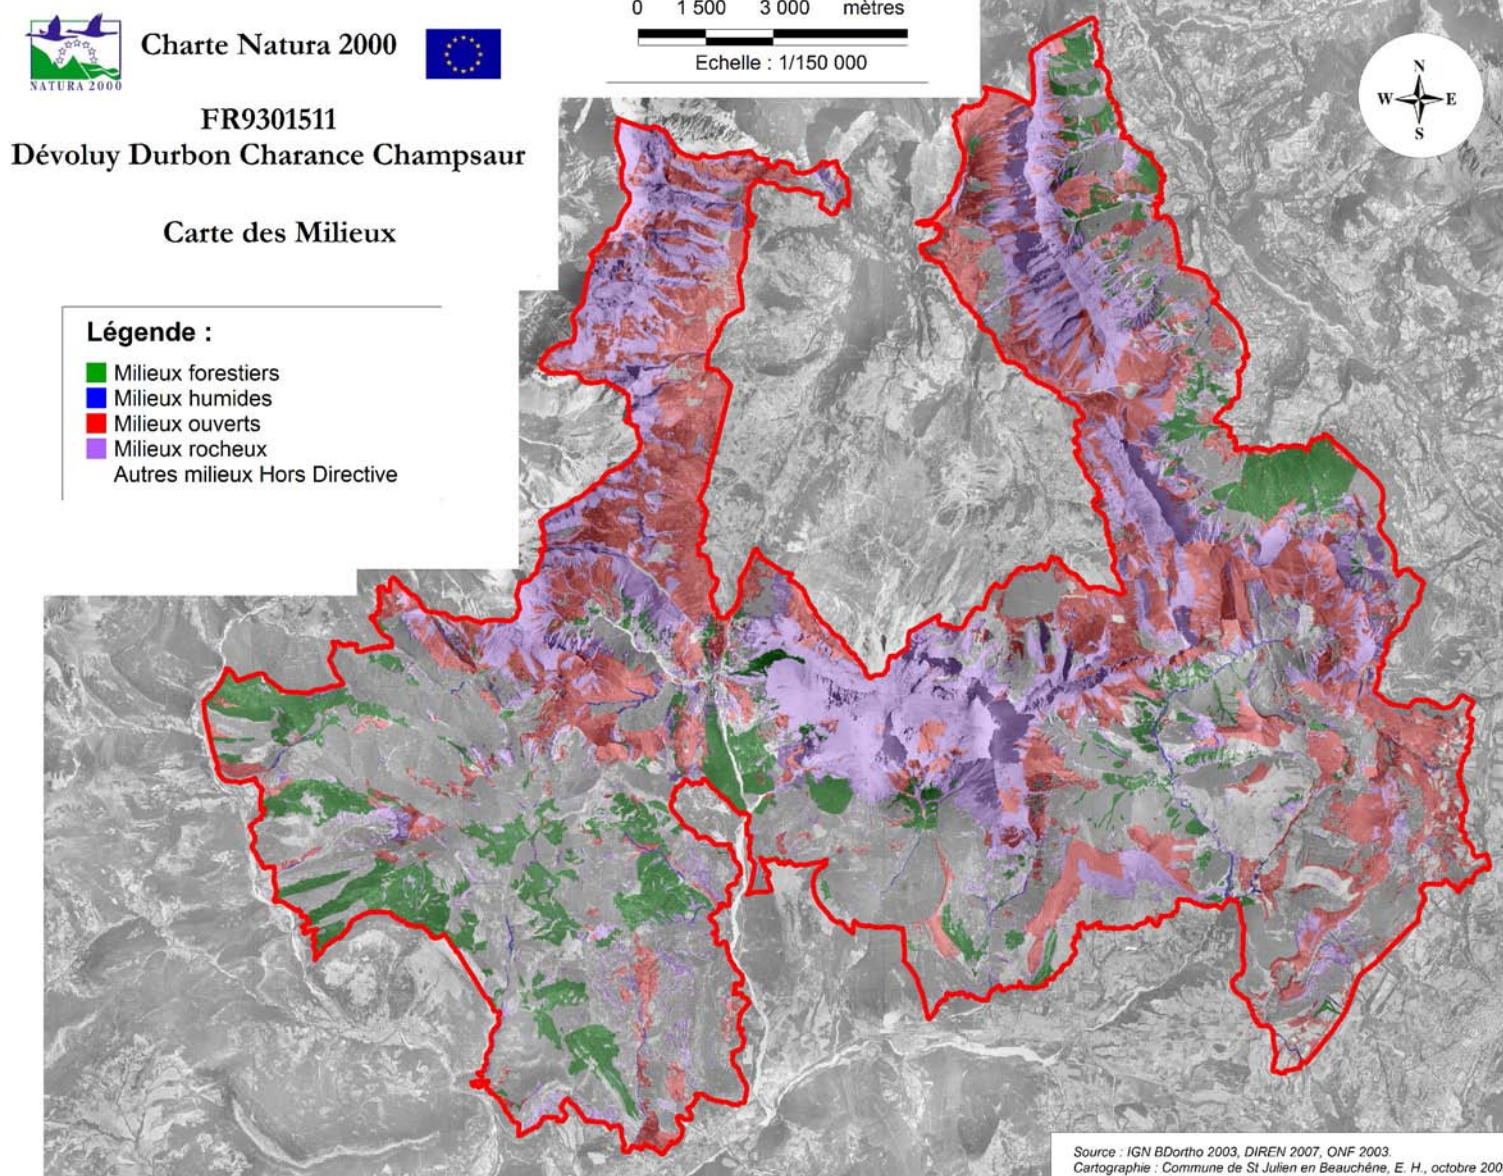 NATURA 2000
Charte Natura 2000
FR9301511
Dévoluy Durbon Charance Champsaur
Carte des Milieux
0 1 500 3 000 mètres
Echelle : 1/150 000
N
W E
S
Légende :
Milieux forestiers
Milieux humides
Milieux ouverts
Milieux rocheux
Autres milieux Hors Directive
Source : IGN BDortho 2003, DIREN 2007, ONF 2003.
Cartographie : Commune de St Julien en Beauchêne, E. H., octobre